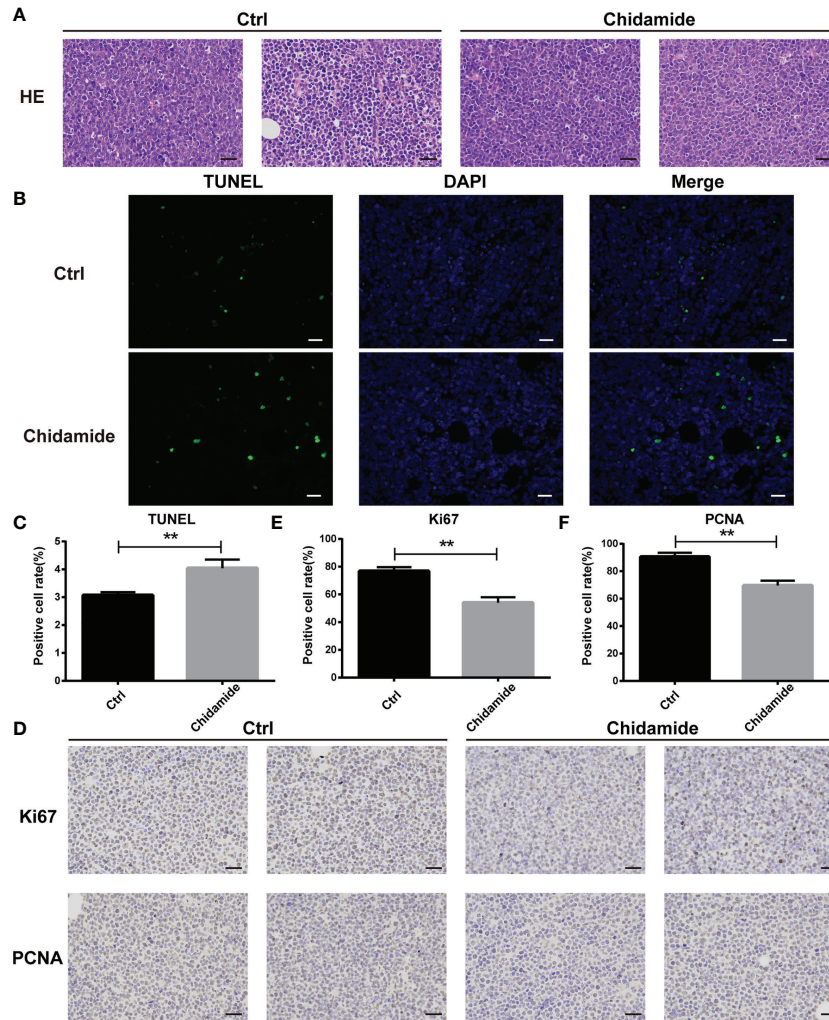 A
Ctrl
Chidamide
HE
B
TUNEL
DAPI
Merge
Ctrl
Chidamide
C
TUNEL
Positive cell rate(%)
5
4
3
2
1
0
**
Ctrl
Chidamide
E
Ki67
Positive cell rate(%)
100
80
60
40
20
0
**
Ctrl
Chidamide
F
PCNA
Positive cell rate(%)
100
80
60
40
20
0
**
Ctrl
Chidamide
D
Ctrl
Chidamide
Ki67
PCNA